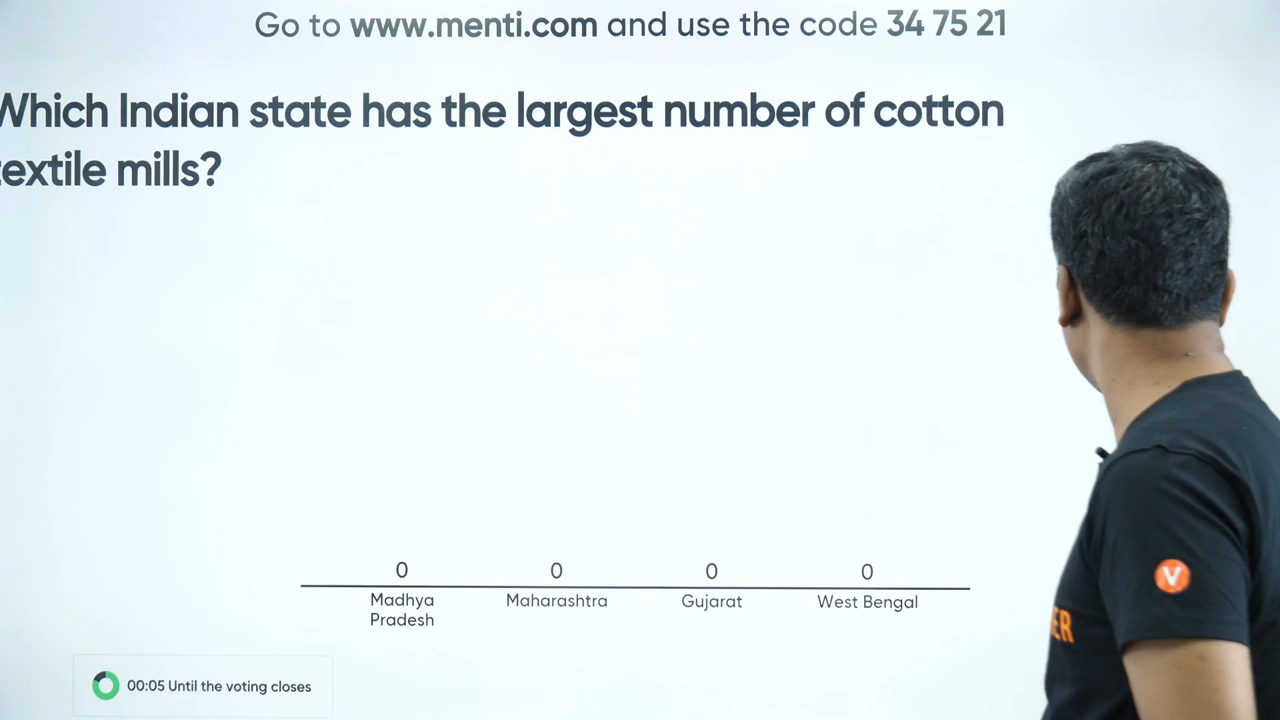 Go to www.menti.com and use the code 34 75 21
Which Indian state has the largest number of cotton
textile mills?
0 0 0 0
Madhya Pradesh
Maharashtra
Gujarat
West Bengal
00:05 Until the voting closes
V
ER